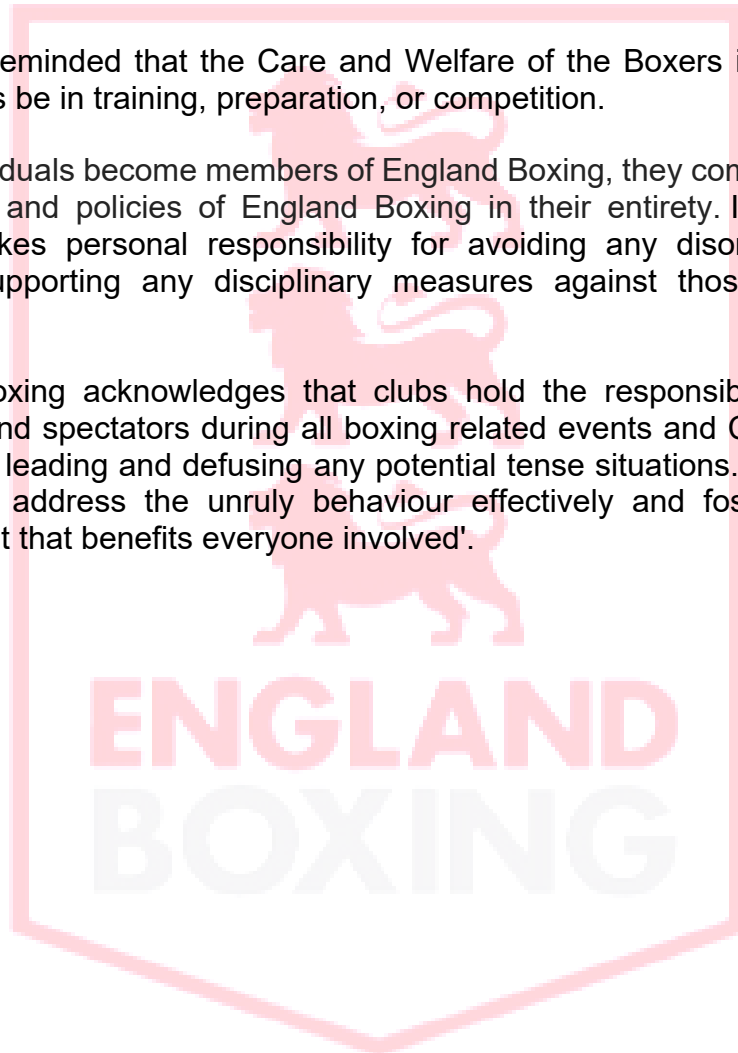 eminded that the Care and Welfare of the Boxers i
s be in training, preparation, or competition.
duals become members of England Boxing, they con
and policies of England Boxing in their entirety. I
kes personal responsibility for avoiding any disor
upporting any disciplinary measures against thos
oxing acknowledges that clubs hold the responsib
nd spectators during all boxing related events and C
leading and defusing any potential tense situations.
address the unruly behaviour effectively and fos
t that benefits everyone involved'.
ENGLAND
BOXING